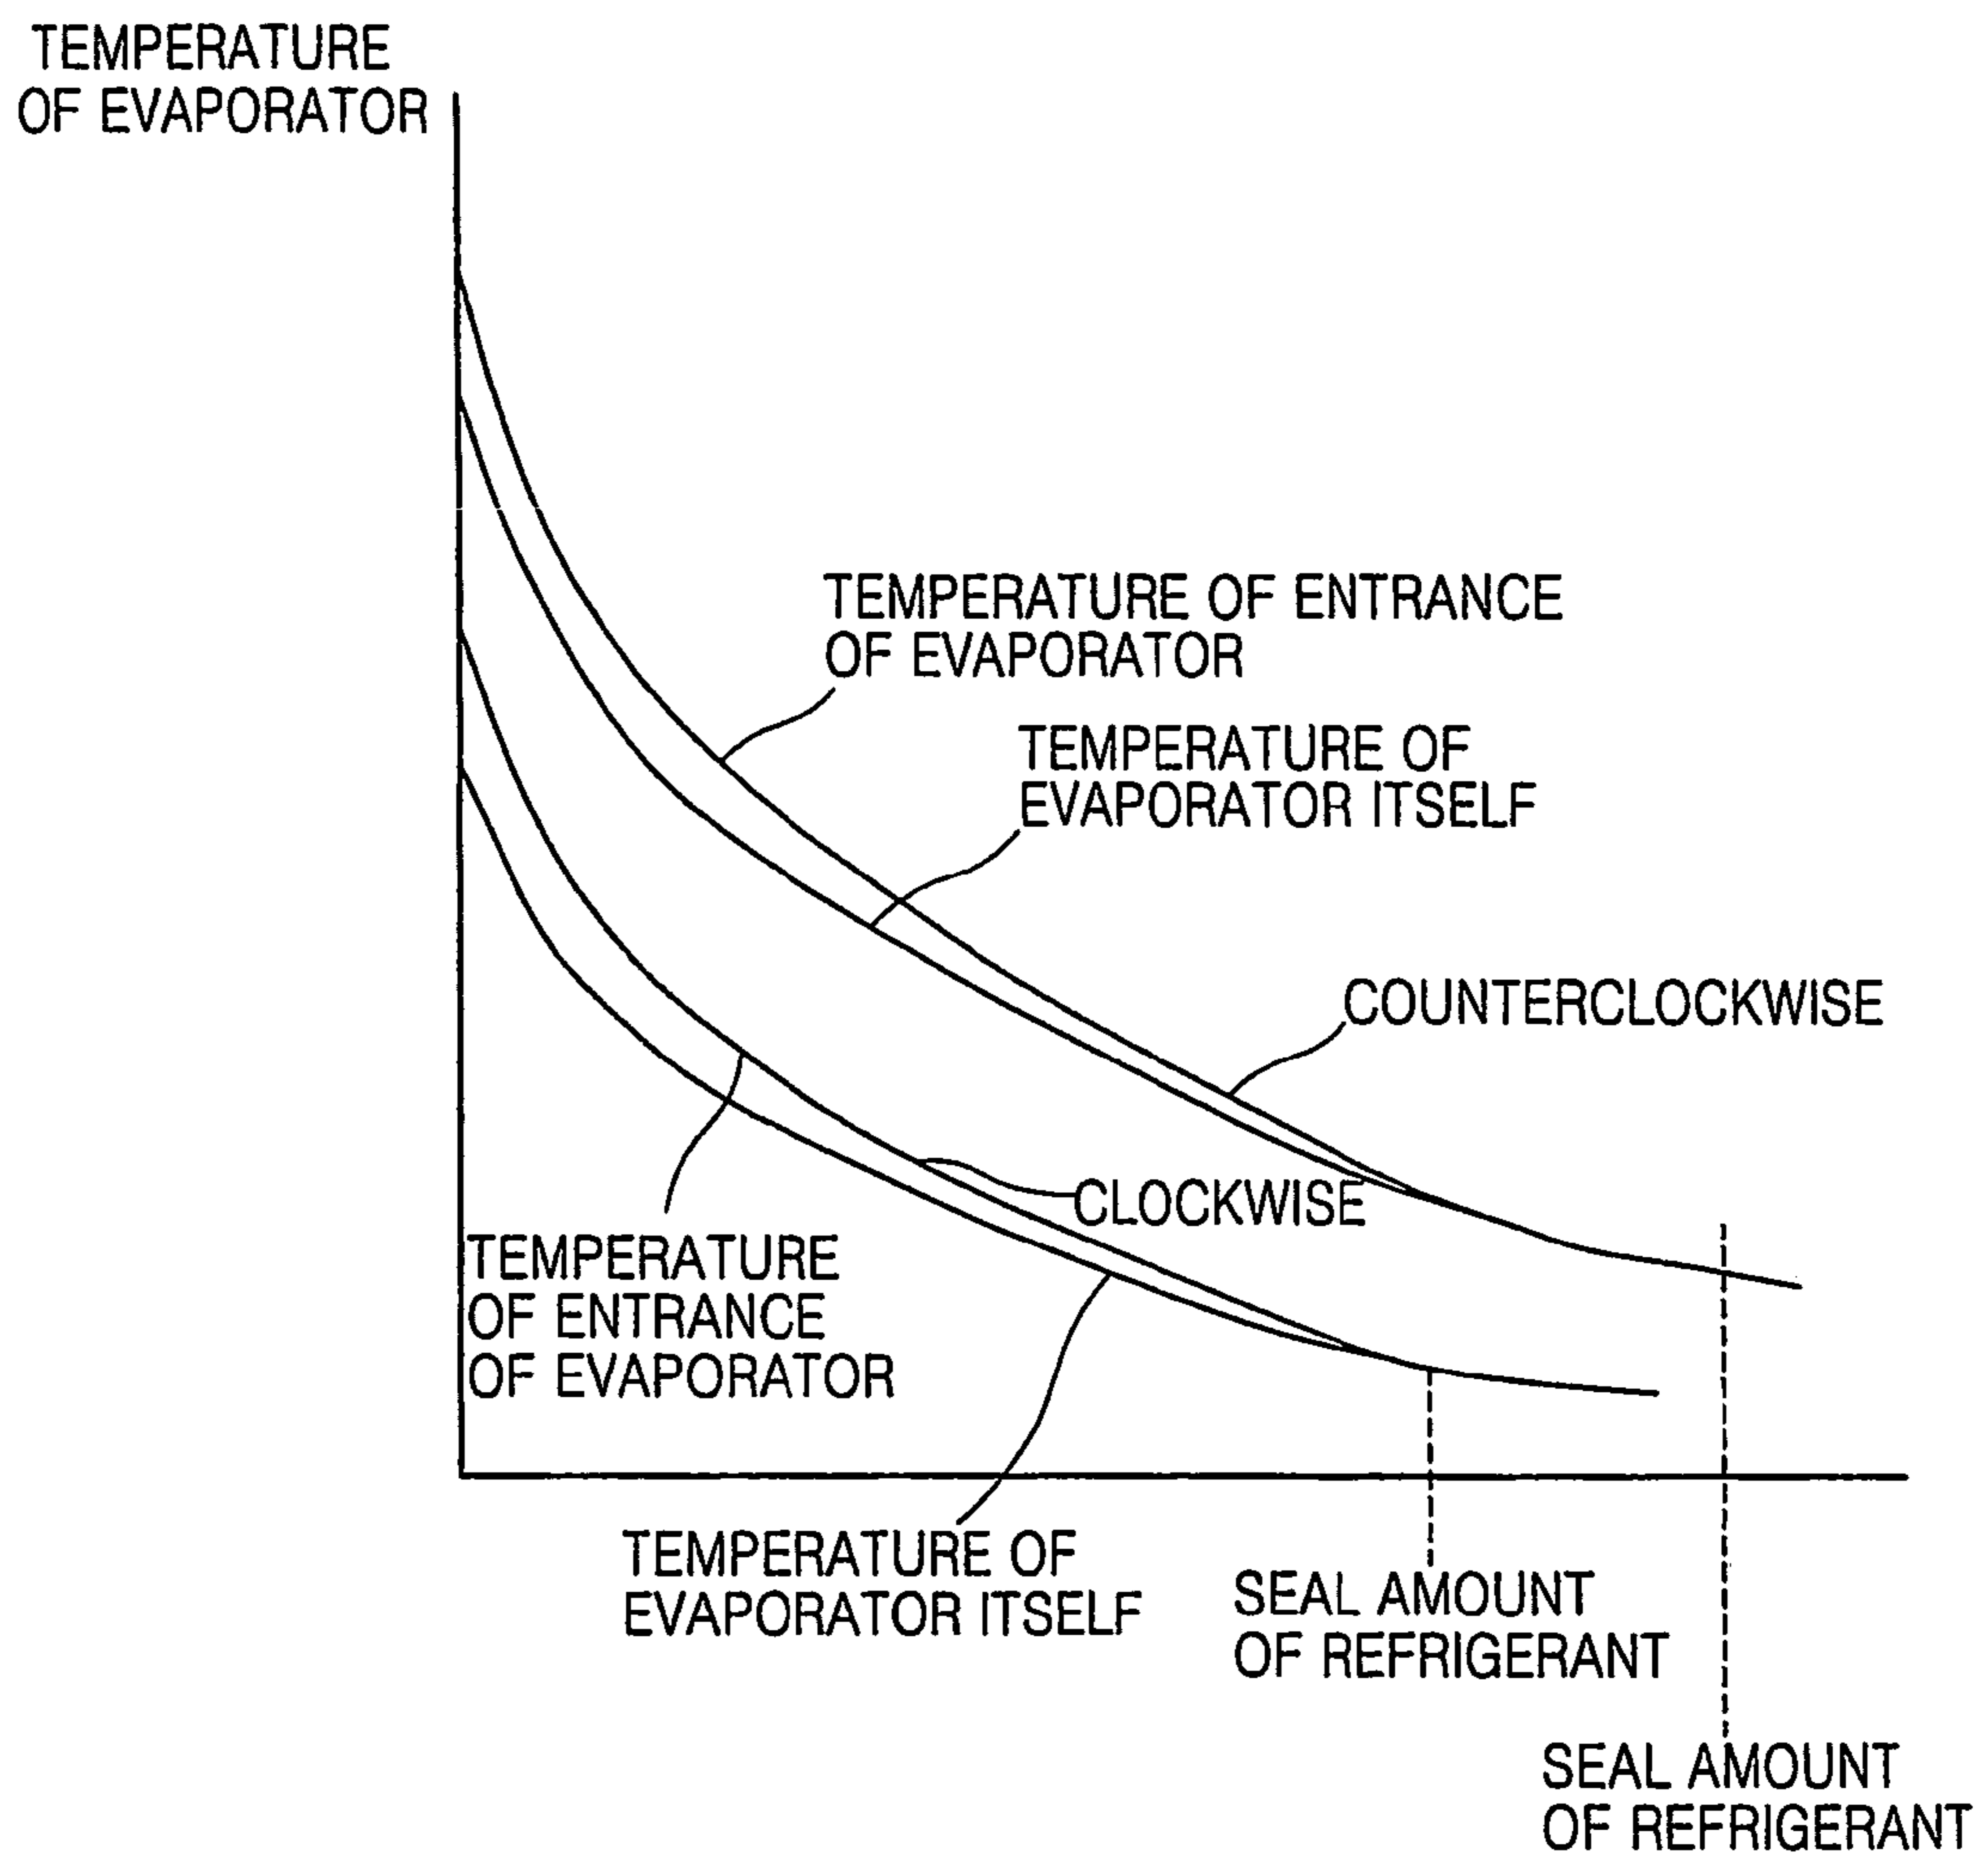 TEMPERATURE
OF EVAPORATOR
TEMPERATURE OF ENTRANCE
OF EVAPORATOR
TEMPERATURE OF
EVAPORATOR ITSELF
COUNTERCLOCKWISE
CLOCKWISE
TEMPERATURE
OF ENTRANCE
OF EVAPORATOR
TEMPERATURE OF
EVAPORATOR ITSELF
SEAL AMOUNT
OF REFRIGERANT
SEAL AMOUNT
OF REFRIGERANT